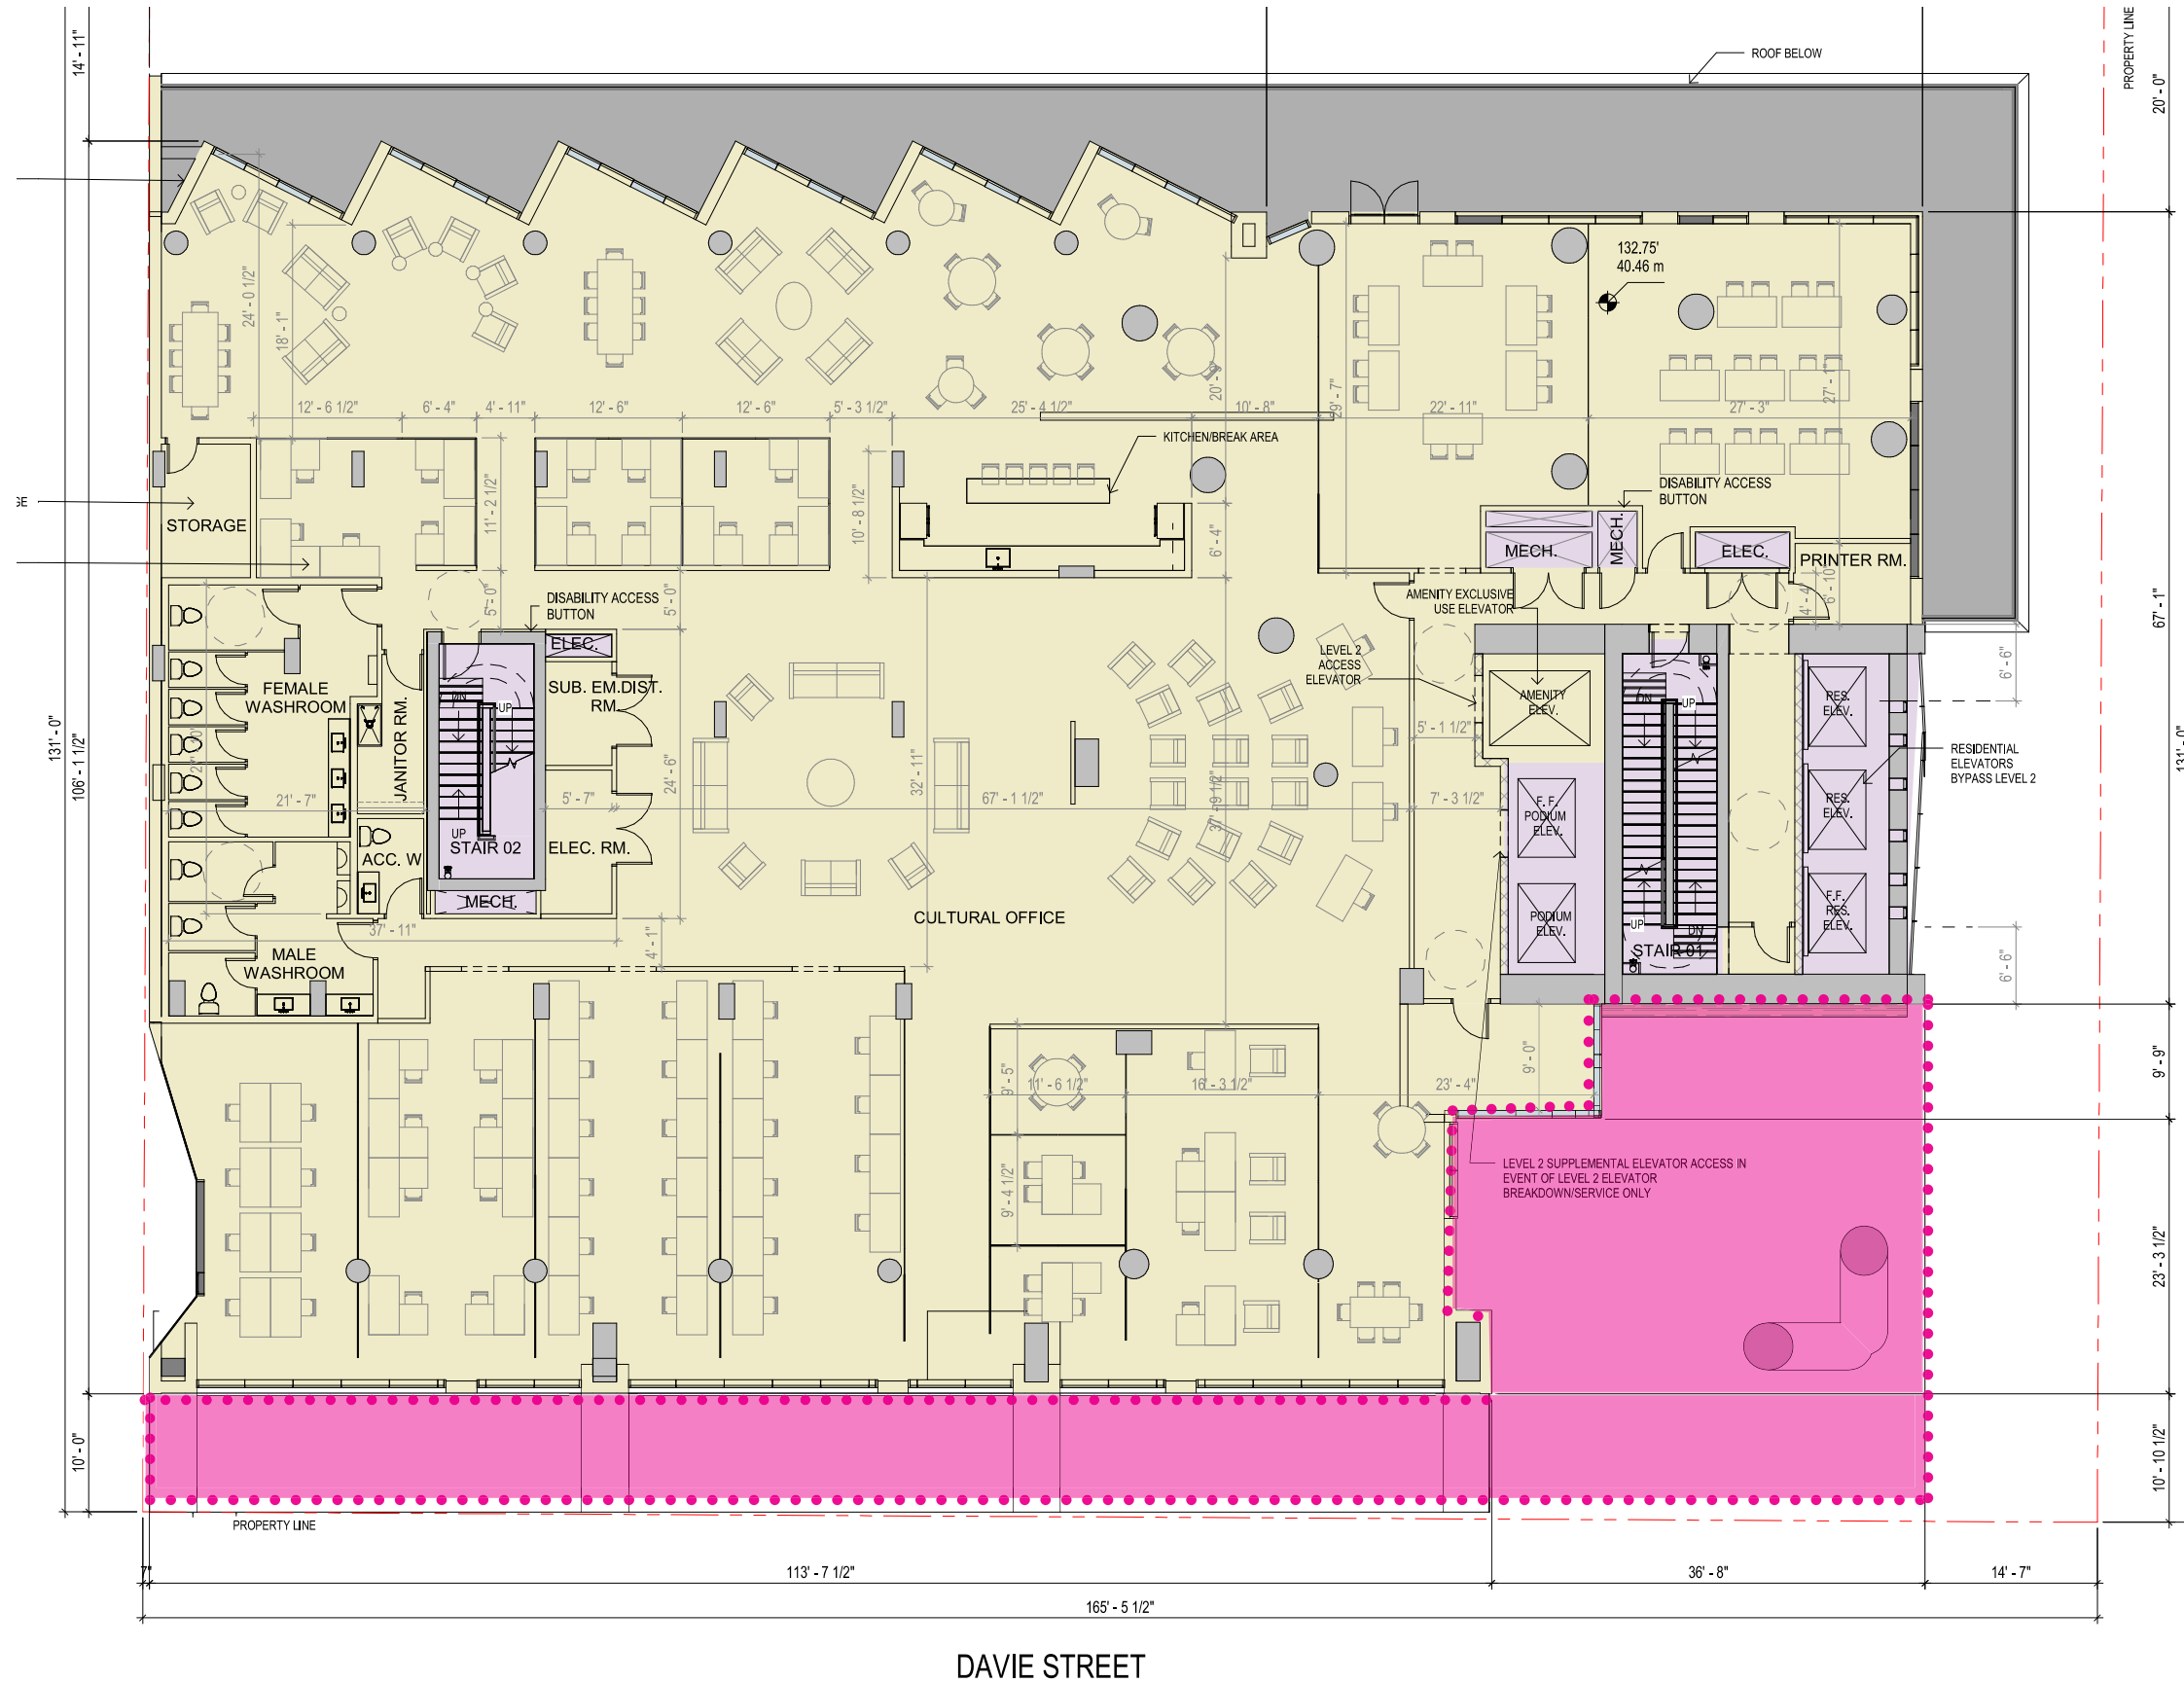 14' - 11"
ROOF BELOW
PROPERTY LINE
20' - 0"
132.75'
40.46 m
24' - 0 1/2"
18' - 1"
12' - 6 1/2"
6' - 4"
4' - 11"
12' - 6"
12' - 6"
5' - 3 1/2"
25' - 4 1/2"
10' - 8"
29' - 7"
22' - 11"
27' - 3"
27' - 1"
KITCHEN/BREAK AREA
DISABILITY ACCESS
BUTTON
STORAGE
11' - 2 1/2"
10' - 8 1/2"
6' - 4"
MECH.
MECH.
ELEC.
PRINTER RM.
6' - 10"
5' - 0"
DISABILITY ACCESS
BUTTON
5' - 0"
AMENITY EXCLUSIVE
USE ELEVATOR
67' - 1"
ELEC.
SUB. EM.DIST.
RM.
LEVEL 2
ACCESS
ELEVATOR
6' - 6"
FEMALE
WASHROOM
JANITOR RM.
DN
UP
AMENITY
ELEV.
DN
UP
RES.
ELEV.
131' - 0"
106' - 1 1/2"
5' - 1 1/2"
RESIDENTIAL
ELEVATORS
BYPASS LEVEL 2
131' - 0"
21' - 7"
5' - 7"
24' - 6"
32' - 11"
67' - 1 1/2"
7' - 3 1/2"
F. F.
PODIUM
ELEV.
RES.
ELEV.
UP
STAIR 02
ELEC. RM.
ACC. W
MECH.
CULTURAL OFFICE
PODIUM
ELEV.
UP
DN
STAIR 01
F.F.
RES.
ELEV.
37' - 11"
4' - 1"
MALE
WASHROOM
6' - 6"
9' - 5"
11' - 6 1/2"
16' - 3 1/2"
23' - 4"
9' - 0"
9' - 9"
9' - 4 1/2"
LEVEL 2 SUPPLEMENTAL ELEVATOR ACCESS IN
EVENT OF LEVEL 2 ELEVATOR
BREAKDOWN/SERVICE ONLY
23' - 3 1/2"
10' - 0"
10' - 10 1/2"
PROPERTY LINE
7"
113' - 7 1/2"
36' - 8"
14' - 7"
165' - 5 1/2"
DAVIE STREET